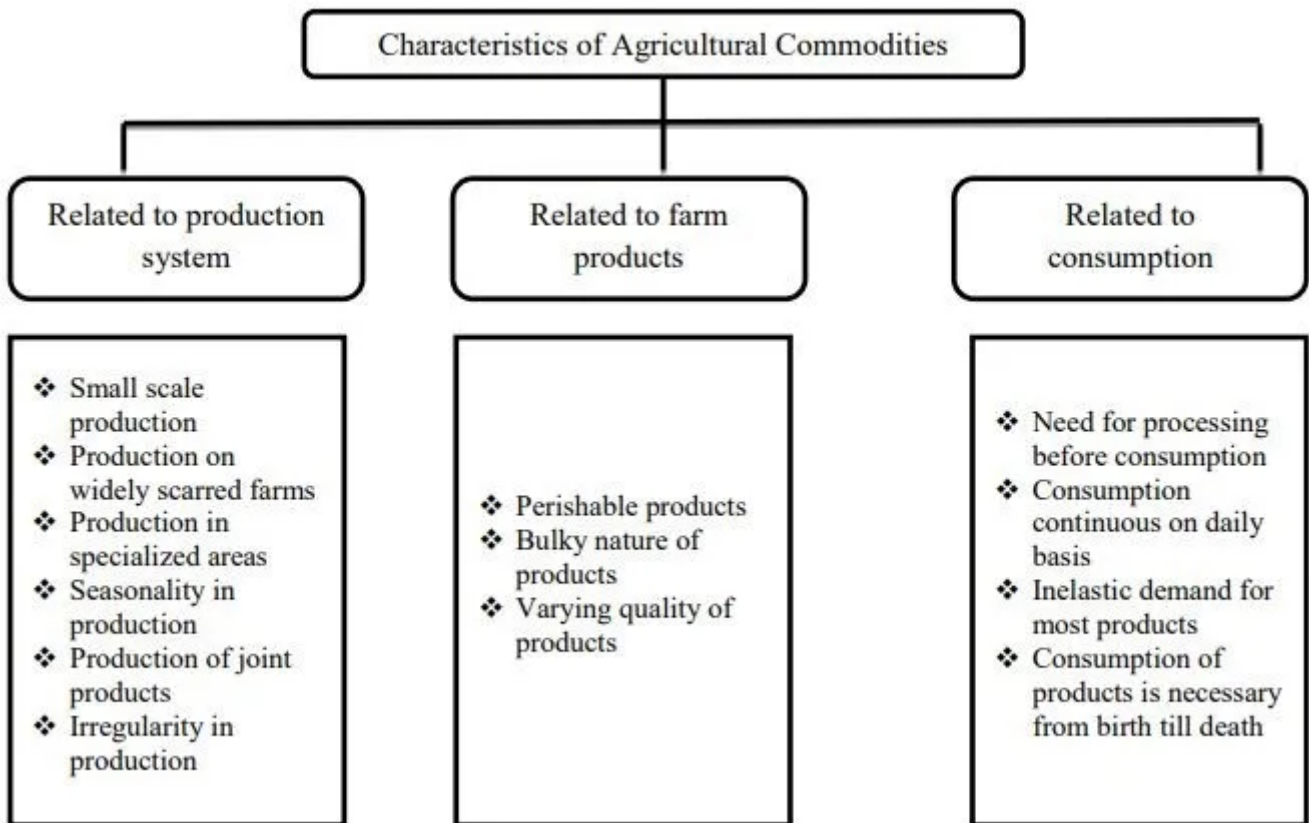 Characteristics of Agricultural Commodities
Related to production
system
Related to farm
products
Related to
consumption
❖ Small scale
production
❖ Production on
widely scarred farms
❖ Production in
specialized areas
❖ Seasonality in
production
❖ Production of joint
products
❖ Irregularity in
production
❖ Perishable products
❖ Bulky nature of
products
❖ Varying quality of
products
❖ Need for processing
before consumption
❖ Consumption
continuous on daily
basis
❖ Inelastic demand for
most products
❖ Consumption of
products is necessary
from birth till death